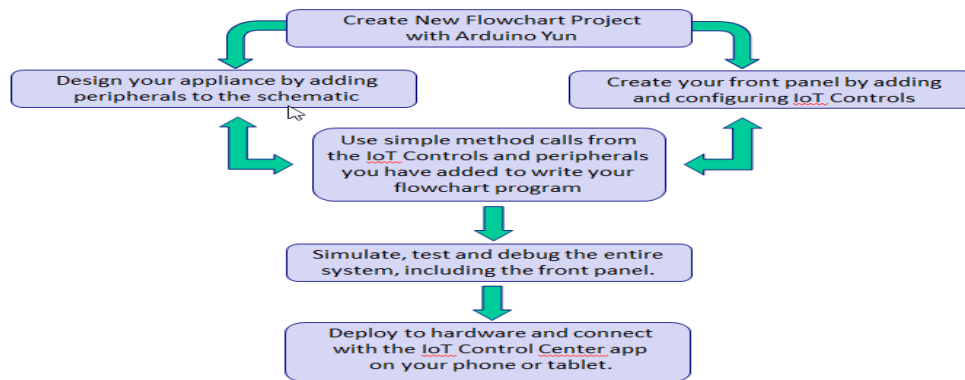 Create New Flowchart Project
with Arduino Yun
Design your appliance by adding
peripherals to the schematic
Create your front panel by adding
and configuring IoT Controls
Use simple method calls from
the IoT Controls and peripherals
you have added to write your
flowchart program
Simulate, test and debug the entire
system, including the front panel.
Deploy to hardware and connect
with the IoT Control Center app
on your phone or tablet.